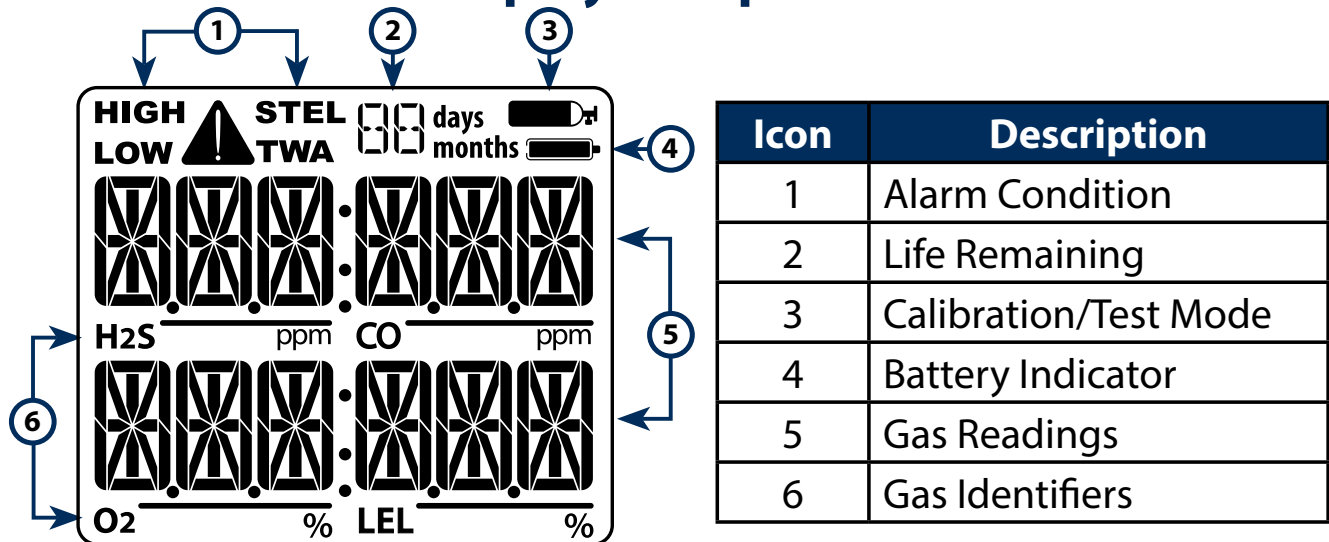 1 2 3
HIGH STEL 88 days
LOW TWA months
4
H2S ppm CO ppm
5
6
O2 % LEL %
Icon Description
1 Alarm Condition
2 Life Remaining
3 Calibration/Test Mode
4 Battery Indicator
5 Gas Readings
6 Gas Identifiers